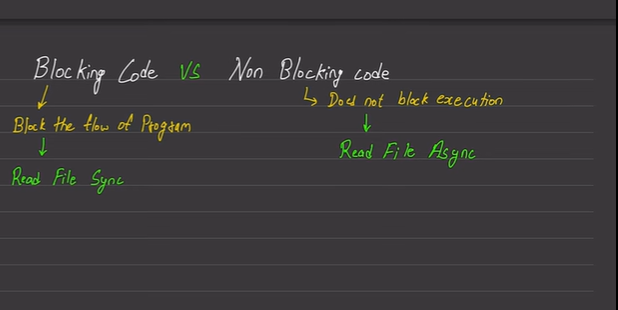 Blocking Code VS Non Blocking code
Does not block execution
Block the flow of Program
Read File Async
Read File Sync